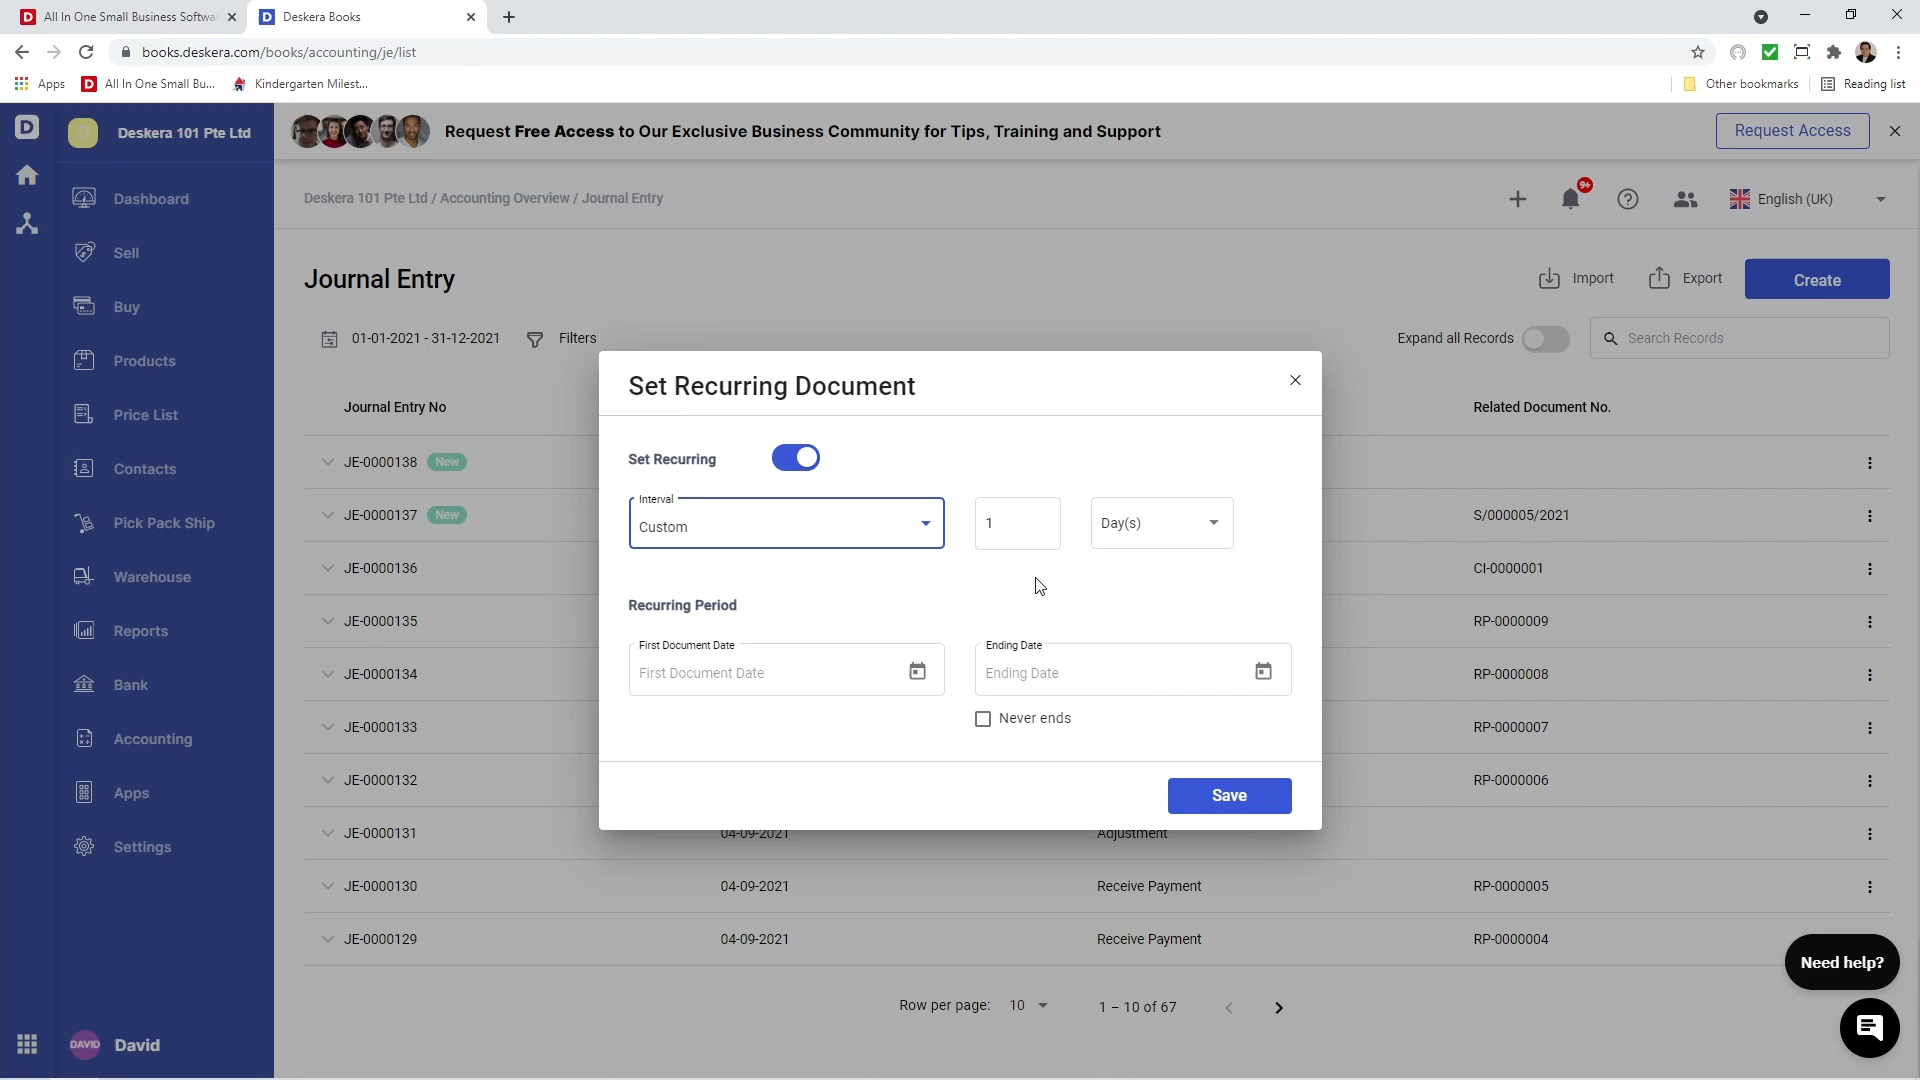 All In One Small Business Softwa
Deskera Books
books.deskera.com/books/accounting/je/list
Apps
All In One Small Bu...
Kindergarten Milest...
Other bookmarks
Reading list
Deskera 101 Pte Ltd
Request Free Access to Our Exclusive Business Community for Tips, Training and Support
Request Access
Deskera 101 Pte Ltd / Accounting Overview / Journal Entry
9+
English (UK)
Dashboard
Sell
Buy
Products
Price List
Contacts
Pick Pack Ship
Warehouse
Reports
Bank
Accounting
Apps
Settings
DAVID
David
Journal Entry
Import
Export
Create
01-01-2021 - 31-12-2021
Filters
Expand all Records
Search Records
Journal Entry No
Related Document No.
JE-0000138 New
JE-0000137 New
S/000005/2021
JE-0000136
CI-0000001
JE-0000135
RP-0000009
JE-0000134
RP-0000008
JE-0000133
RP-0000007
JE-0000132
RP-0000006
JE-0000131
04-09-2021
Adjustment
JE-0000130
04-09-2021
Receive Payment
RP-0000005
JE-0000129
04-09-2021
Receive Payment
RP-0000004
Row per page: 10
1 – 10 of 67
Set Recurring Document
Set Recurring
Interval
Custom
1
Day(s)
Recurring Period
First Document Date
First Document Date
Ending Date
Ending Date
Never ends
Save
Need help?